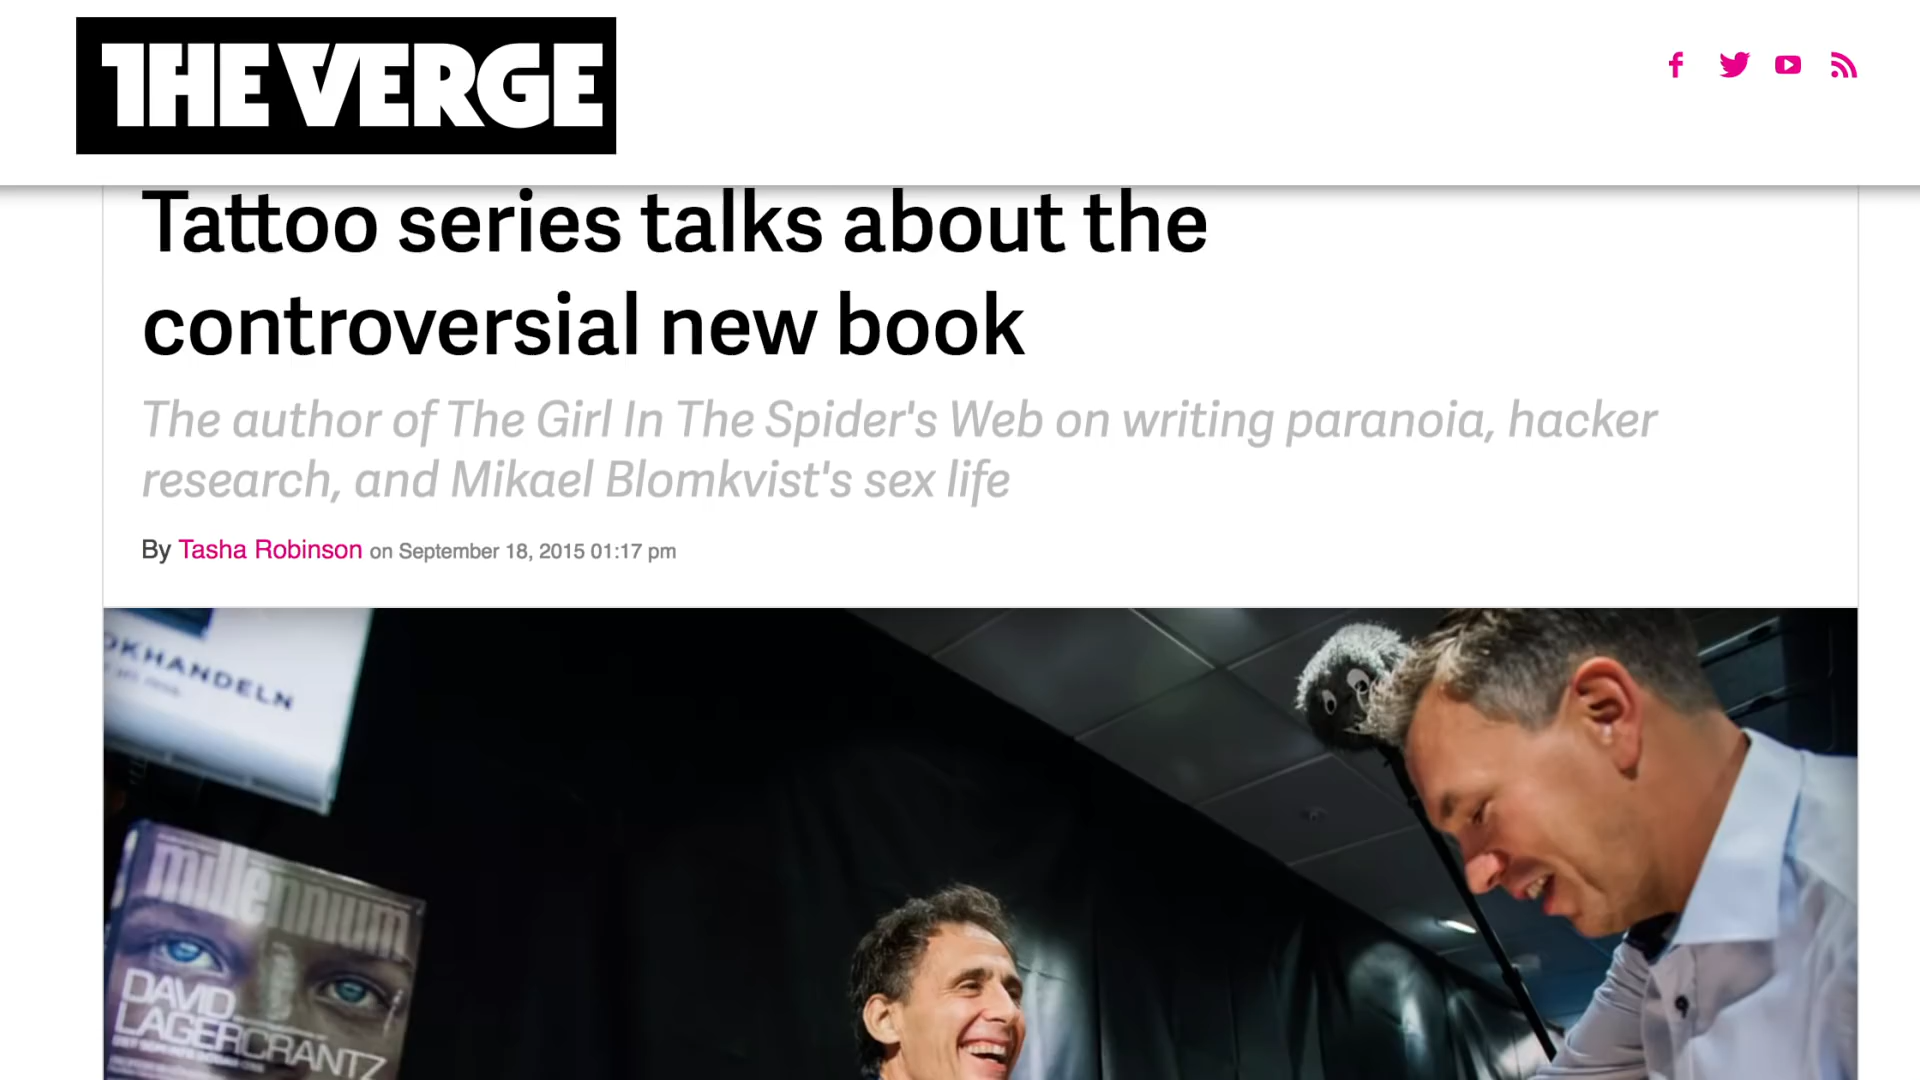 THE VERGE
Tattoo series talks about the
controversial new book
The author of The Girl In The Spider's Web on writing paranoia, hacker
research, and Mikael Blomkvist's sex life
By Tasha Robinson on September 18, 2015 01:17 pm
OKHANDELN
millennium
DAVID
LAGERCRANTZ